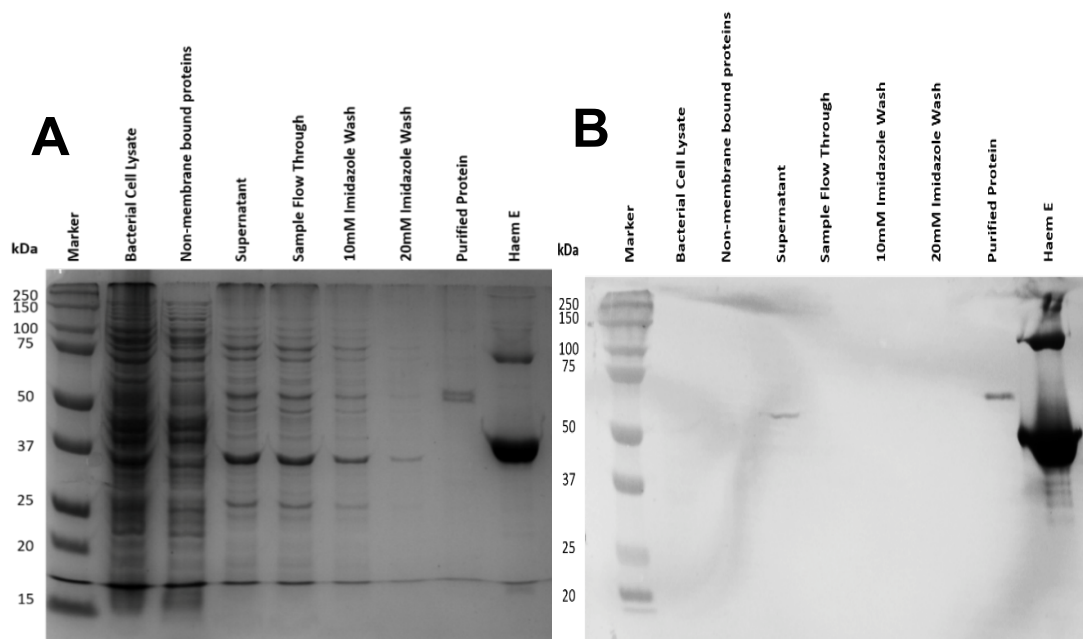 A
kDa
Marker
Bacterial Cell Lysate
Non-membrane bound proteins
Supernatant
Sample Flow Through
10mM Imidazole Wash
20mM Imidazole Wash
Purified Protein
Haem E
250
150
100
75
50
37
25
20
15
B
kDa
Marker
Bacterial Cell Lysate
Non-membrane bound proteins
Supernatant
Sample Flow Through
10mM Imidazole Wash
20mM Imidazole Wash
Purified Protein
Haem E
250
150
100
75
50
37
25
20